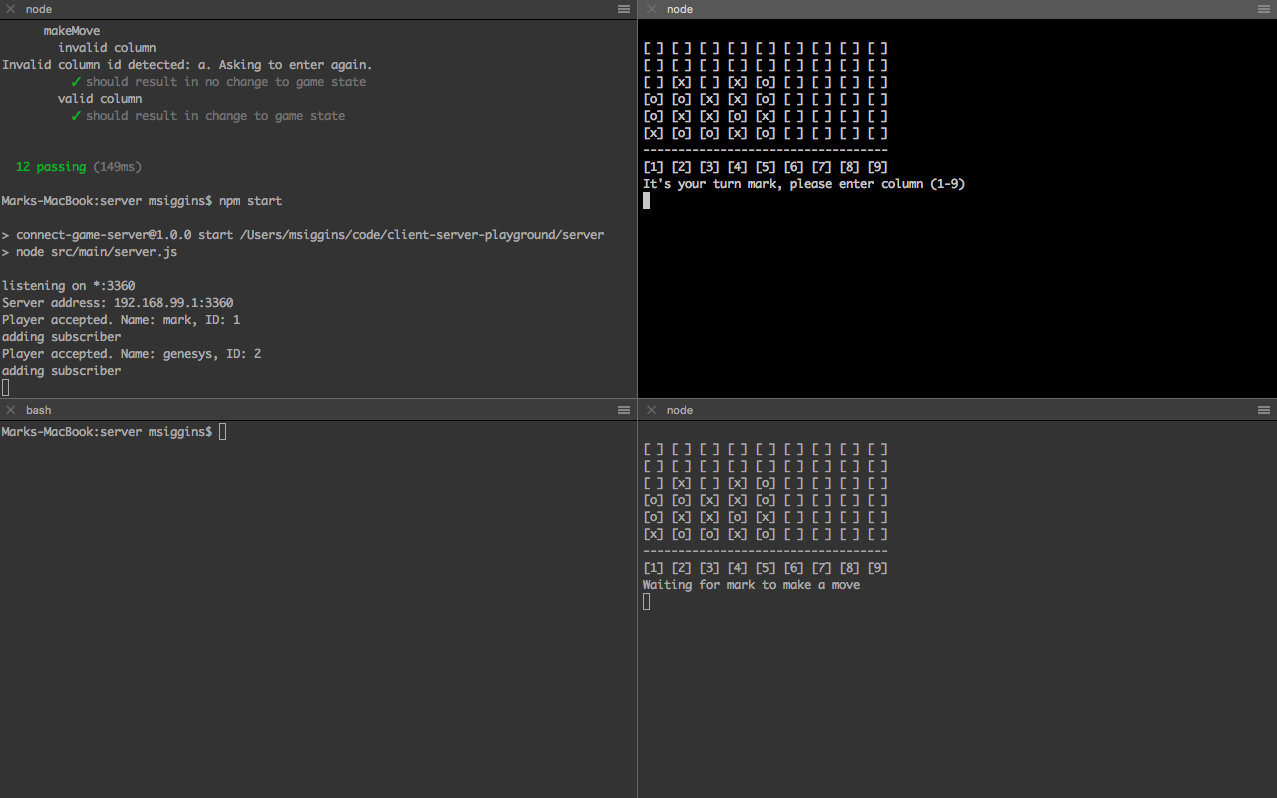 node
makeMove
invalid column
Invalid column id detected: a. Asking to enter again.
✓ should result in no change to game state
valid column
✓ should result in change to game state
12 passing (149ms)
Marks-MacBook:server msiggins$ npm start
> connect-game-server@1.0.0 start /Users/msiggins/code/client-server-playground/server
> node src/main/server.js
listening on *:3360
Server address: 192.168.99.1:3360
Player accepted. Name: mark, ID: 1
adding subscriber
Player accepted. Name: genesys, ID: 2
adding subscriber
node
[ ] [ ] [ ] [ ] [ ] [ ] [ ] [ ] [ ]
[ ] [ ] [ ] [ ] [ ] [ ] [ ] [ ] [ ]
[ ] [x] [ ] [x] [o] [ ] [ ] [ ] [ ]
[o] [o] [x] [x] [o] [ ] [ ] [ ] [ ]
[o] [x] [x] [o] [x] [ ] [ ] [ ] [ ]
[x] [o] [o] [x] [o] [ ] [ ] [ ] [ ]
-----------------------------------
[1] [2] [3] [4] [5] [6] [7] [8] [9]
It's your turn mark, please enter column (1-9)
bash
Marks-MacBook:server msiggins$
node
[ ] [ ] [ ] [ ] [ ] [ ] [ ] [ ] [ ]
[ ] [ ] [ ] [ ] [ ] [ ] [ ] [ ] [ ]
[ ] [x] [ ] [x] [o] [ ] [ ] [ ] [ ]
[o] [o] [x] [x] [o] [ ] [ ] [ ] [ ]
[o] [x] [x] [o] [x] [ ] [ ] [ ] [ ]
[x] [o] [o] [x] [o] [ ] [ ] [ ] [ ]
-----------------------------------
[1] [2] [3] [4] [5] [6] [7] [8] [9]
Waiting for mark to make a move